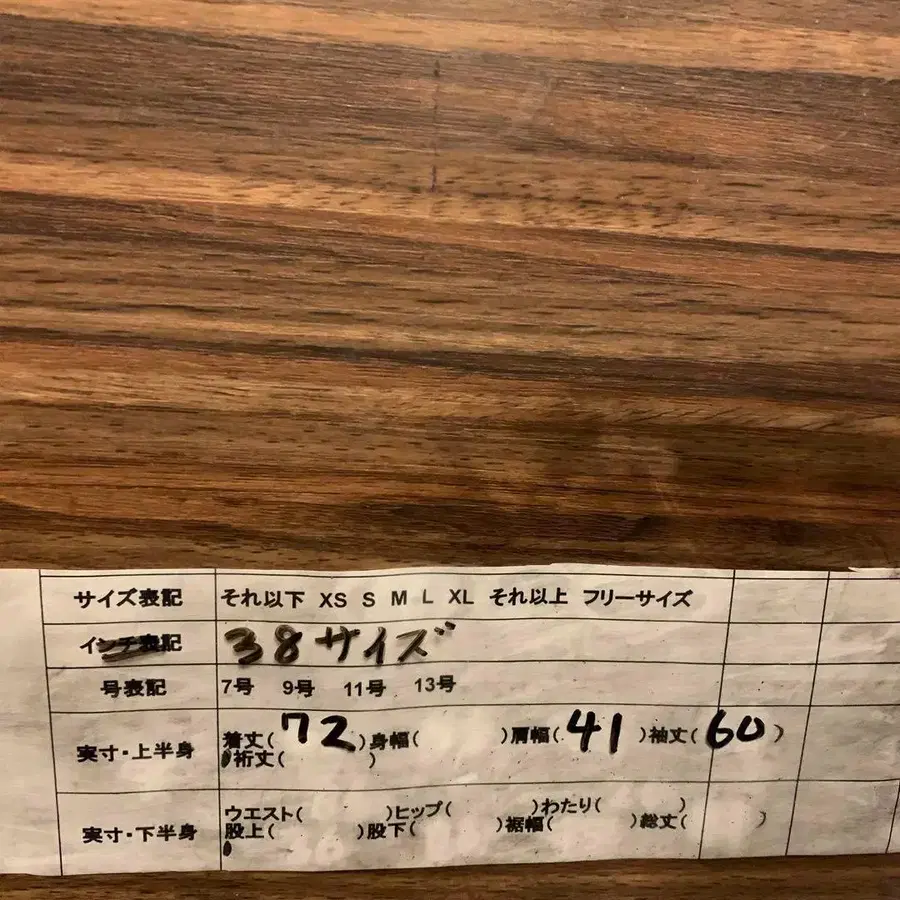 サイズ表記 それ以下 XS S M L XL それ以上 フリーサイズ
インチ表記 38サイズ
号表記 7号 9号 11号 13号
実寸・上半身 着丈(72)身幅( )肩幅(41)袖丈(60)
裄丈( )
実寸・下半身 ウエスト( )ヒップ( )わたり( )
股上( )股下( )裾幅( )総丈( )